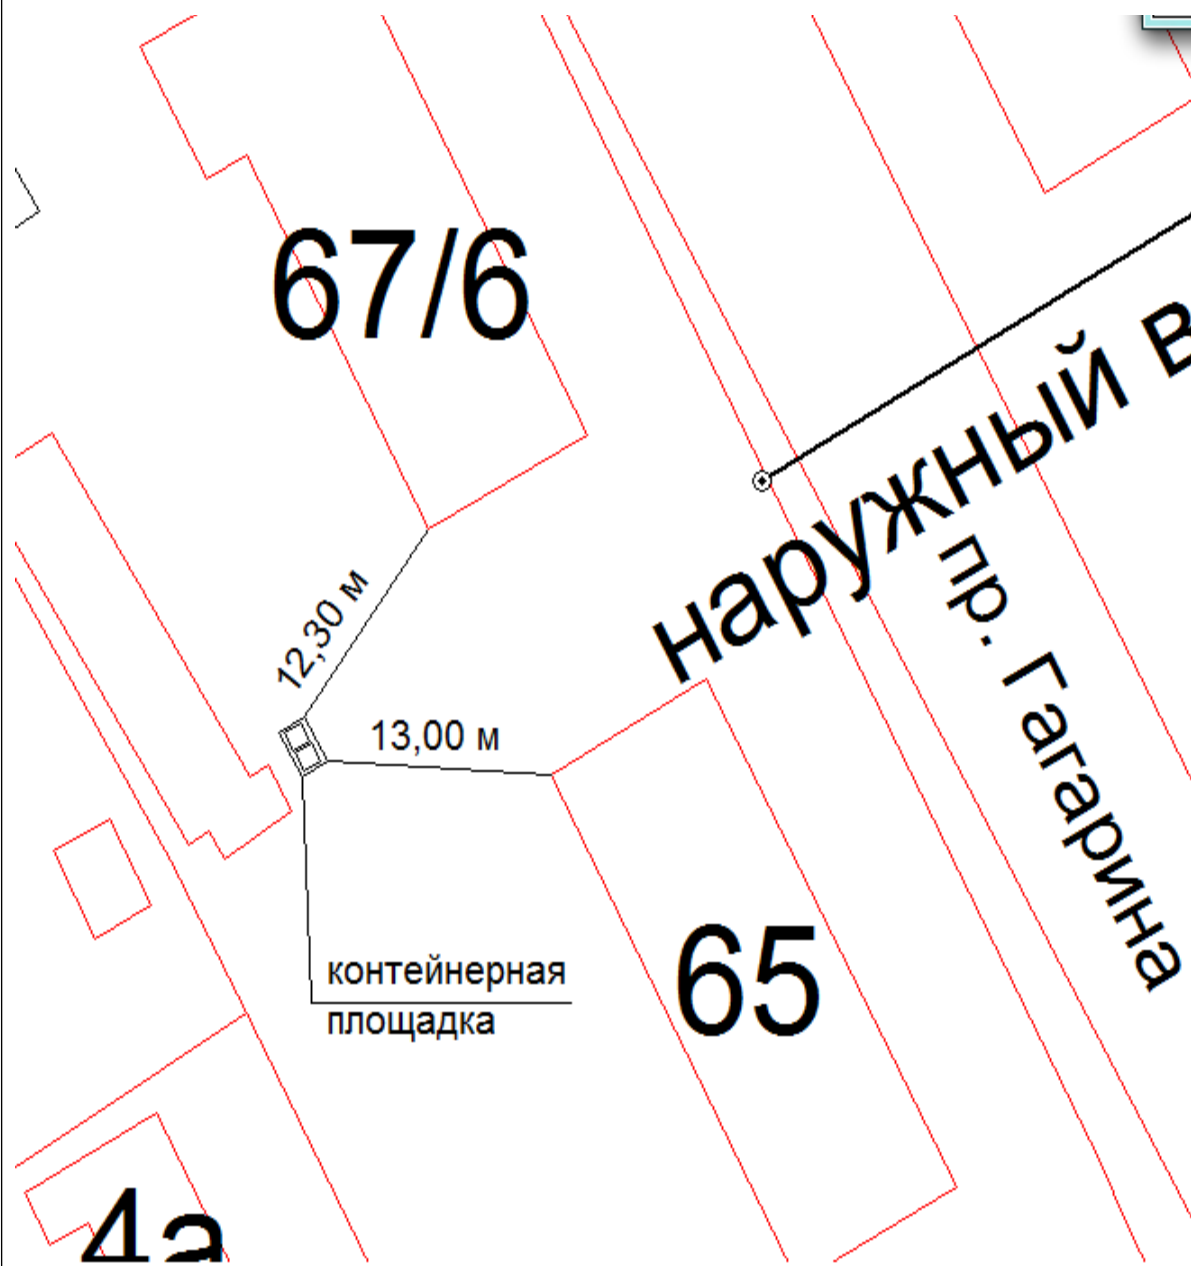 67/6
наружный в
пр. Гагарина
12,30 м
13,00 м
65
контейнерная
площадка
4а